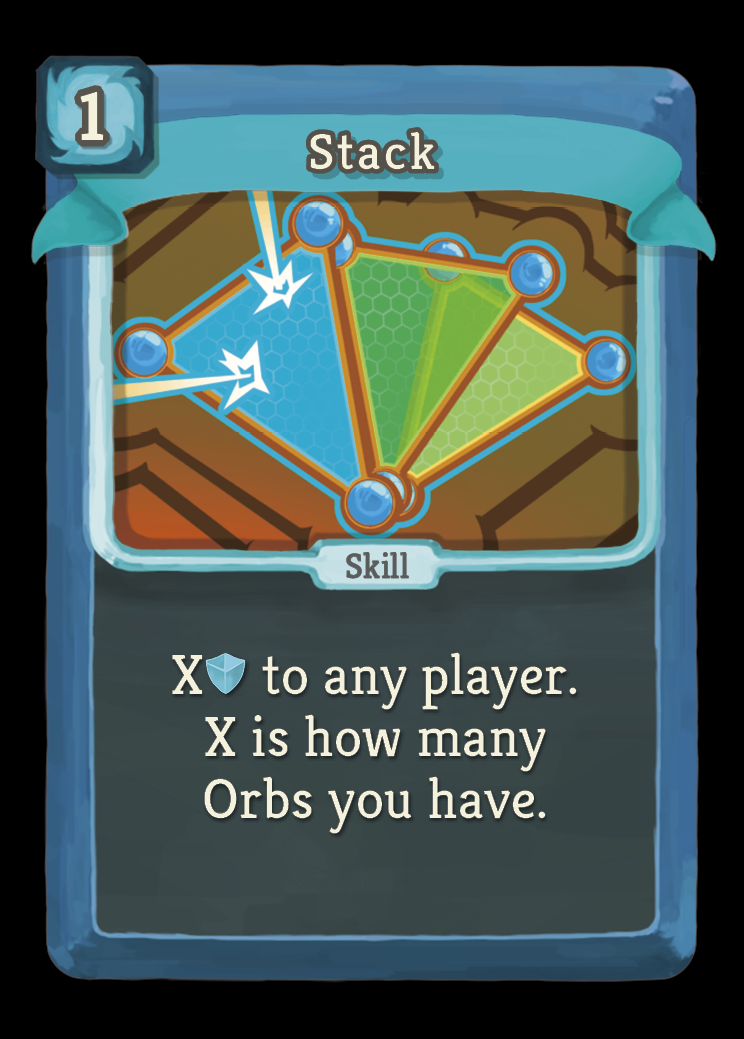 1
Stack
Skill
X to any player.
X is how many
Orbs you have.